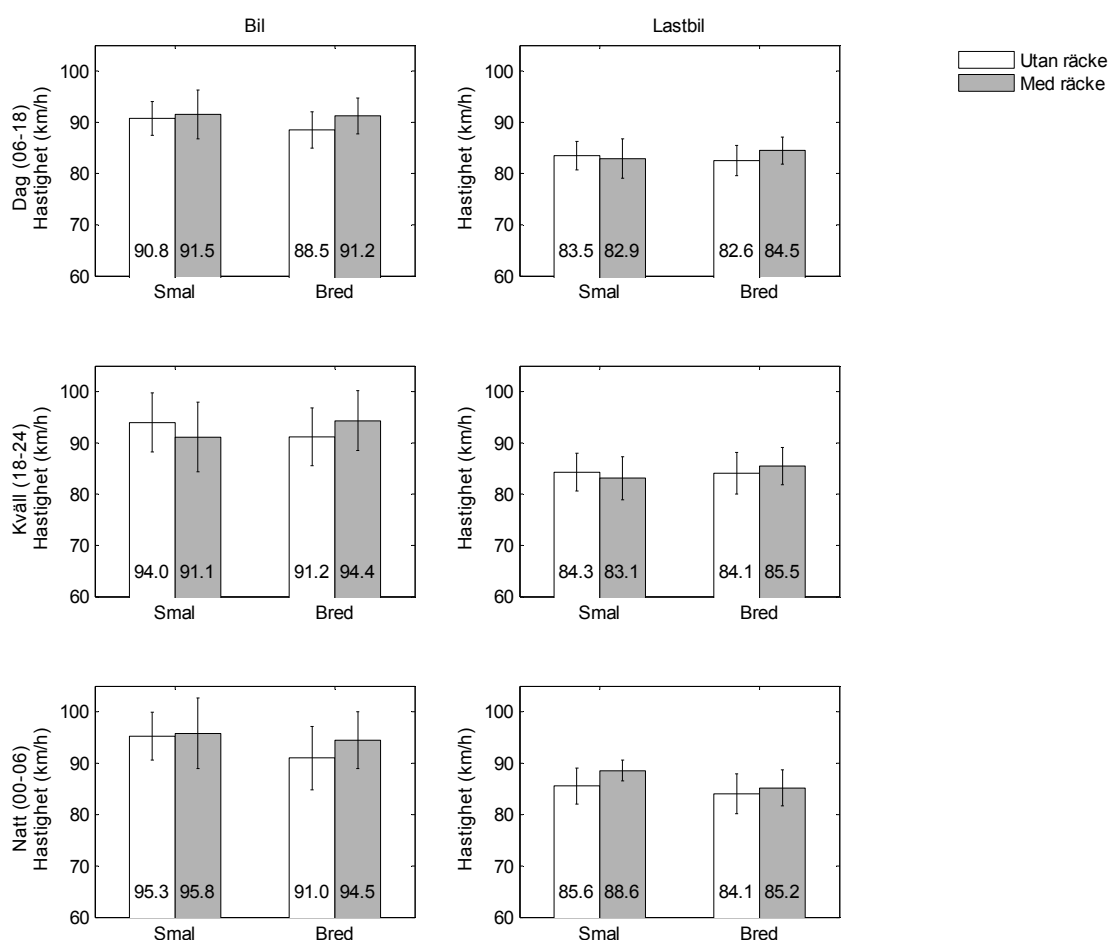 Bil
Lastbil
Utan räcke
Med räcke
Dag (06-18)
Hastighet (km/h)
100
90
80
70
60
90.8 91.5 88.5 91.2
Smal Bred
Hastighet (km/h)
100
90
80
70
60
83.5 82.9 82.6 84.5
Smal Bred
Kväll (18-24)
Hastighet (km/h)
100
90
80
70
60
94.0 91.1 91.2 94.4
Smal Bred
Hastighet (km/h)
100
90
80
70
60
84.3 83.1 84.1 85.5
Smal Bred
Natt (00-06)
Hastighet (km/h)
100
90
80
70
60
95.3 95.8 91.0 94.5
Smal Bred
Hastighet (km/h)
100
90
80
70
60
85.6 88.6 84.1 85.2
Smal Bred